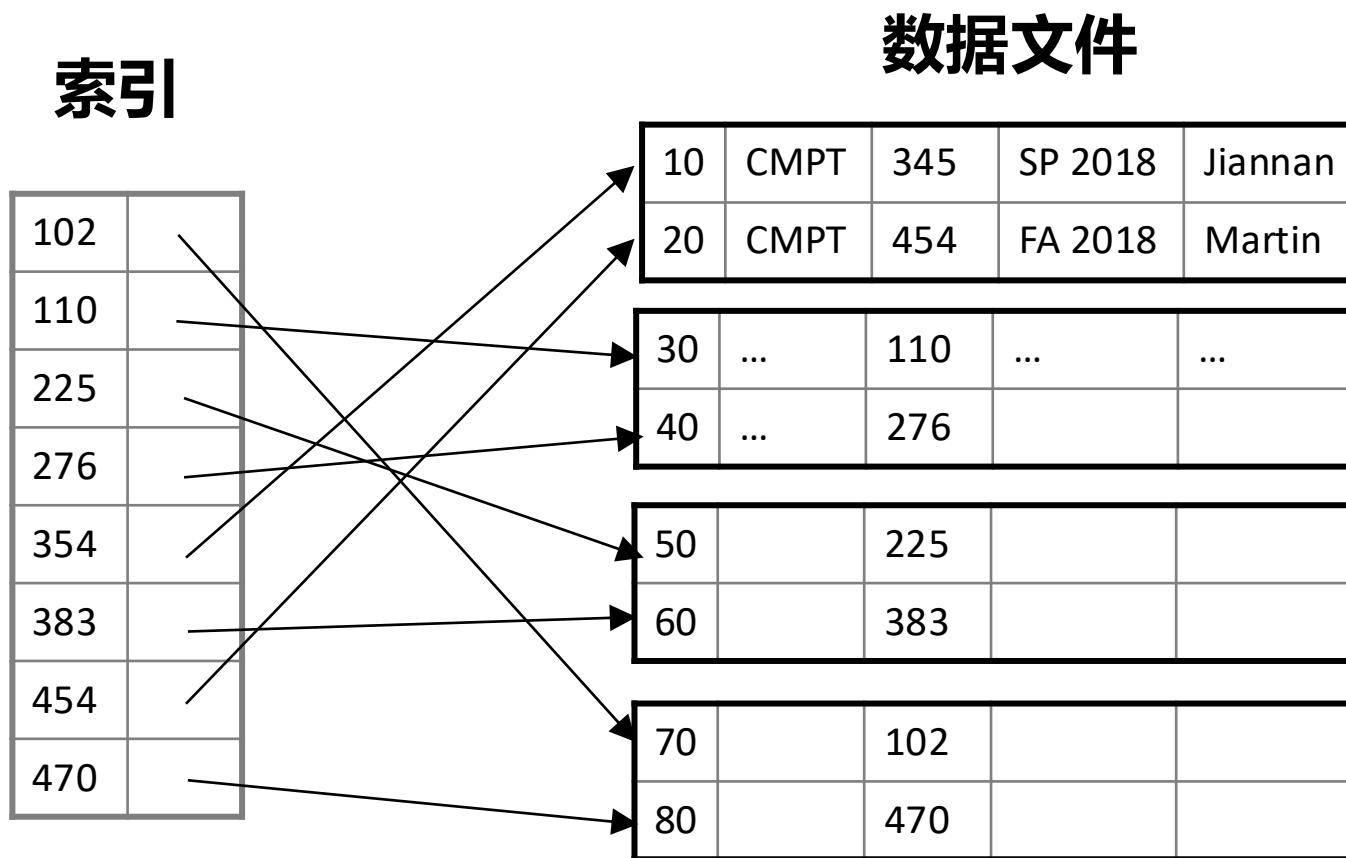 索引
数据文件
102
110
225
276
354
383
454
470
10 CMPT 345 SP 2018 Jiannan
20 CMPT 454 FA 2018 Martin
30 ... 110 ... ...
40 ... 276
50 225
60 383
70 102
80 470